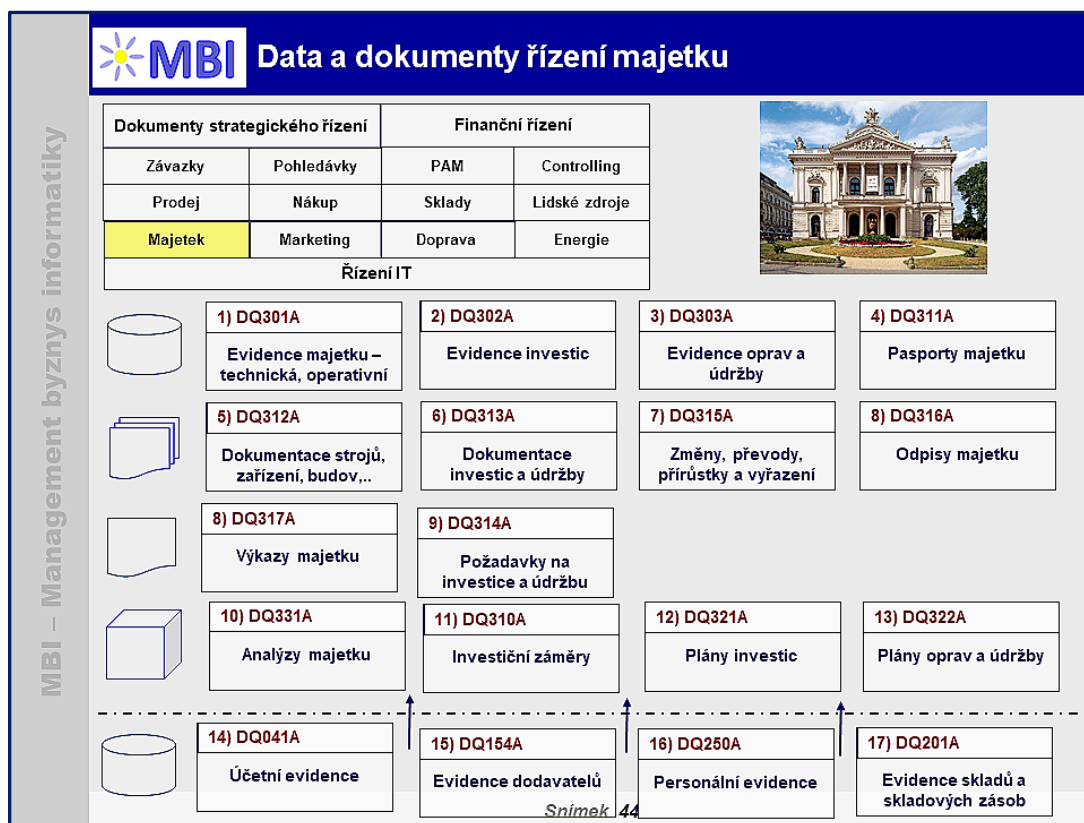 MBI
Data a dokumenty řízení majetku
MBI – Management byznys informatiky
Dokumenty strategického řízení
Finanční řízení
Závazky
Pohledávky
PAM
Controlling
Prodej
Nákup
Sklady
Lidské zdroje
Majetek
Marketing
Doprava
Energie
Řízení IT
1) DQ301A
Evidence majetku –
technická, operativní
2) DQ302A
Evidence investic
3) DQ303A
Evidence oprav a
údržby
4) DQ311A
Pasporty majetku
5) DQ312A
Dokumentace strojů,
zařízení, budov,..
6) DQ313A
Dokumentace
investic a údržby
7) DQ315A
Změny, převody,
přírůstky a vyřazení
8) DQ316A
Odpisy majetku
8) DQ317A
Výkazy majetku
9) DQ314A
Požadavky na
investice a údržbu
10) DQ331A
Analýzy majetku
11) DQ310A
Investiční záměry
12) DQ321A
Plány investic
13) DQ322A
Plány oprav a údržby
14) DQ041A
Účetní evidence
15) DQ154A
Evidence dodavatelů
16) DQ250A
Personální evidence
17) DQ201A
Evidence skladů a
skladových zásob
Snímek 44